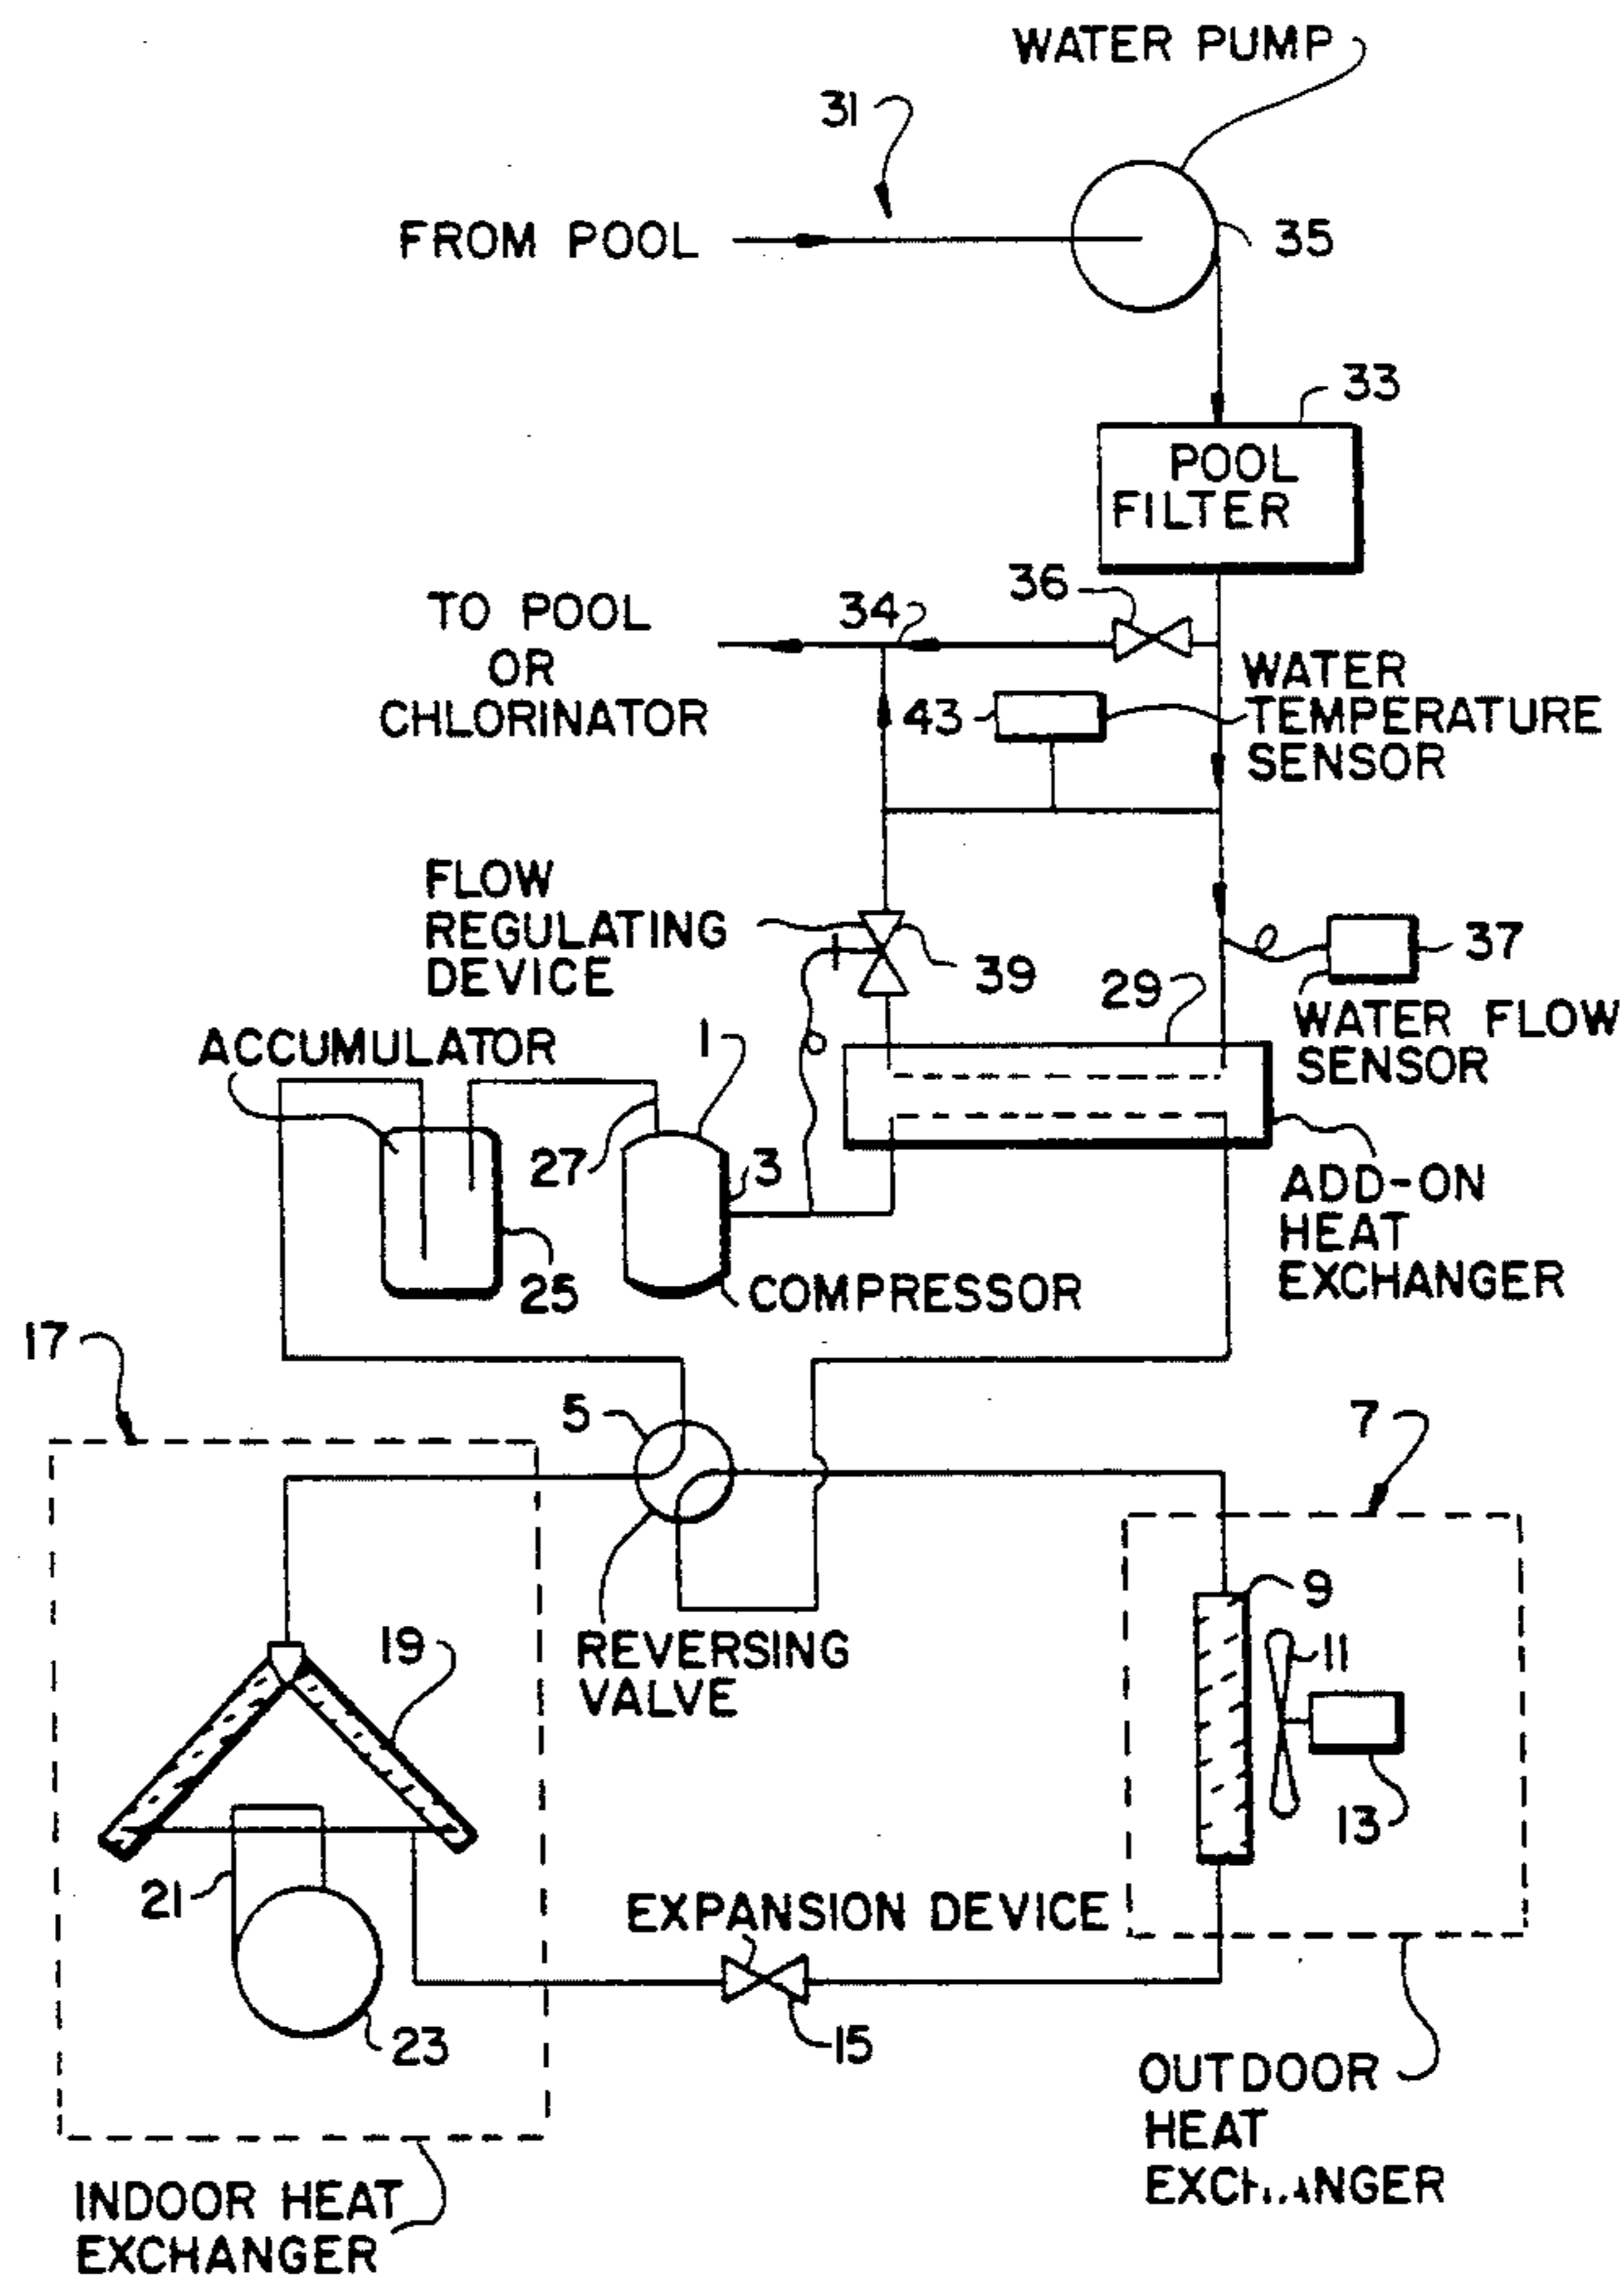 WATER PUMP
31
FROM POOL
35
33
POOL
FILTER
36
TO POOL
OR
CHLORINATOR
34
WATER
TEMPERATURE
SENSOR
43
FLOW
REGULATING
DEVICE
39
37
WATER FLOW
SENSOR
29
ACCUMULATOR
1
27
3
25
COMPRESSOR
ADD-ON
HEAT
EXCHANGER
17
5
7
REVERSING
VALVE
19
9
11
13
21
23
EXPANSION DEVICE
15
OUTDOOR
HEAT
EXCHANGER
INDOOR HEAT
EXCHANGER